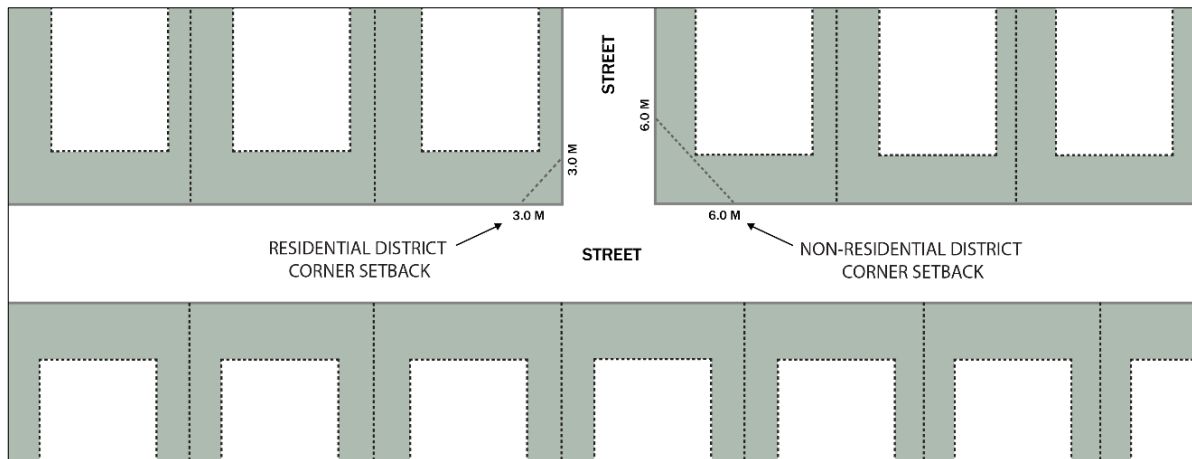 STREET
6.0 M
3.0 M
3.0 M
6.0 M
RESIDENTIAL DISTRICT
CORNER SETBACK
STREET
NON-RESIDENTIAL DISTRICT
CORNER SETBACK